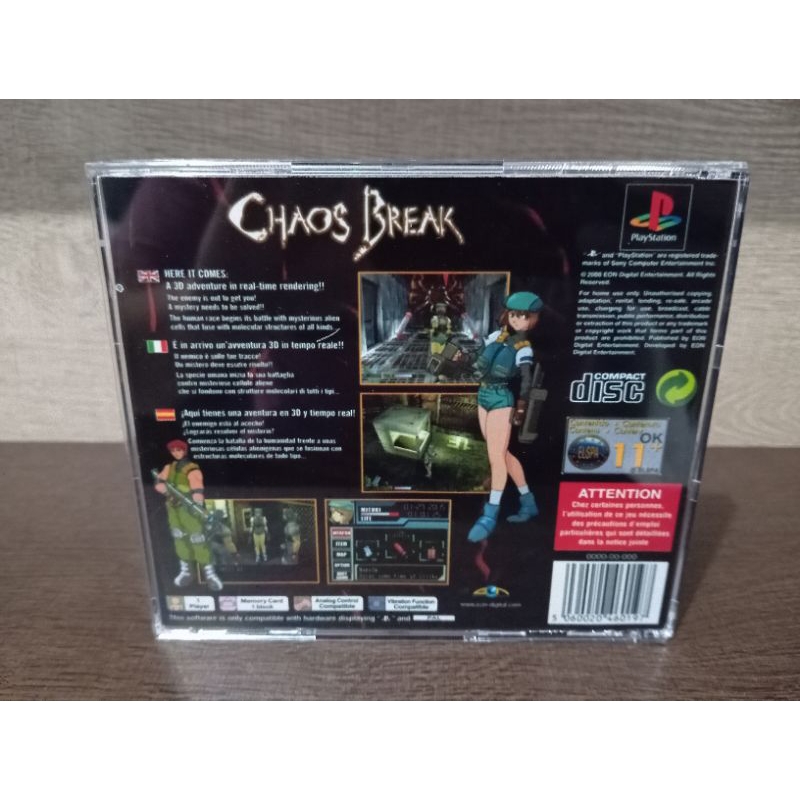 CHAOS BREAK
HERE IT COMES:
A 3D adventure in real-time rendering!!
The enemy is out to get you!
A mystery needs to be solved!!
The human race begins its battle with mysterious alien
cells that fuse with molecular structures of all kinds
È in arrivo un'avventura 3D in tempo reale!!
Il nemico è sulle tue tracce!
Un mistero deve essere risolto!!
La specie umana inizia la sua battaglia
contro misteriose cellule aliene
che si fondono con strutture molecolari di tutti i tipi...
¡Aquí tienes una aventura en 3D y tiempo real!
¡El enemigo está al acecho!
¿Lograrás resolver el misterio?
Comienza la batalla de la humanidad frente a unas
misteriosas células alienígenas que se fusionan con
estructuras moleculares de todo tipo...
MITSUKI
LIFE
ITEM
MAP
OPTION
1
Player
Memory Card
1 block
Analog Control
Compatible
Vibration Function
Compatible
This software is only compatible with hardware displaying " " and PAL
PlayStation
" " and "PlayStation" are registered trade-
marks of Sony Computer Entertainment Inc.
© 2000 EON Digital Entertainment. All Rights
Reserved.
For home use only. Unauthorised copying,
adaptation, rental, lending, re-sale, arcade
use, charging for use, broadcast, cable
transmission, public performance, distribution
or extraction of this product or any trademark
or copyright work that forms part of this
product are prohibited. Published by EON
Digital Entertainment. Developed by EON
Digital Entertainment.
COMPACT
disc
Contenido
ELSPA
11+
OK
© ELSPA
ATTENTION
Chez certaines personnes,
l'utilisation de ce jeu nécessite
des précautions d'emploi
particulières qui sont détaillées
dans la notice jointe
0000-00-000
5 060020 460197
www.eon-digital.com